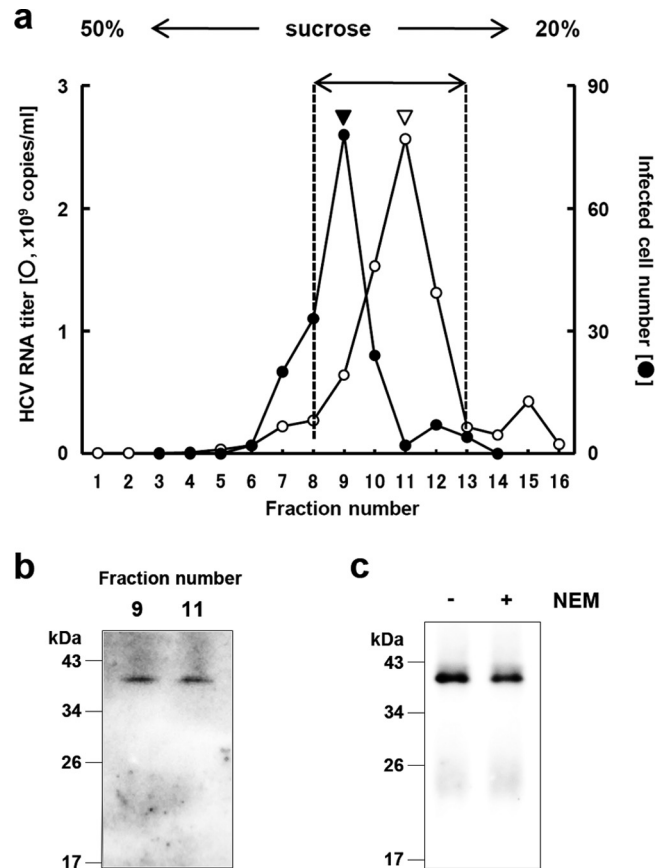 a
50% sucrose 20%
3 90
2 60
1 30
0 0
HCV RNA titer [○, x10⁹ copies/ml]
Infected cell number [●]
1 2 3 4 5 6 7 8 9 10 11 12 13 14 15 16
Fraction number
b
Fraction number
9 11
kDa
43
34
26
17
c
- + NEM
kDa
43
34
26
17